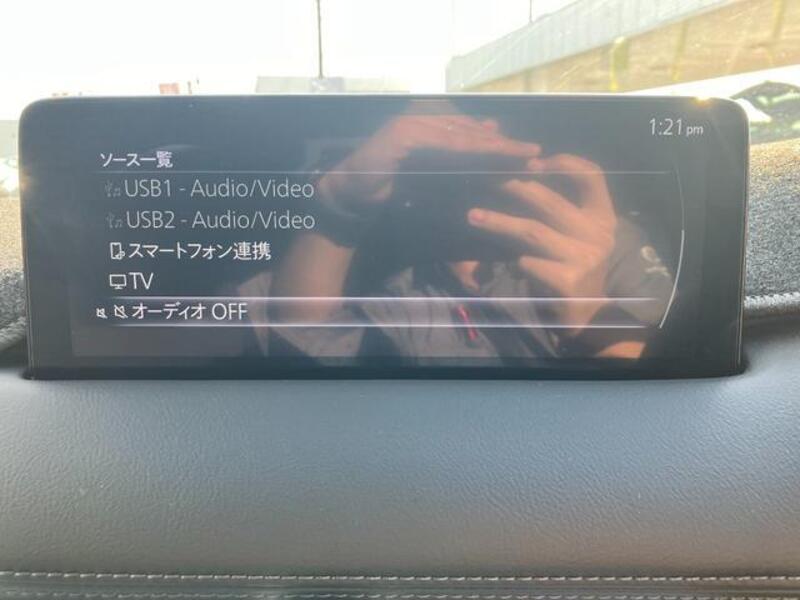 1:21 pm
ソース一覧
USB1 - Audio/Video
USB2 - Audio/Video
スマートフォン連携
TV
オーディオ OFF